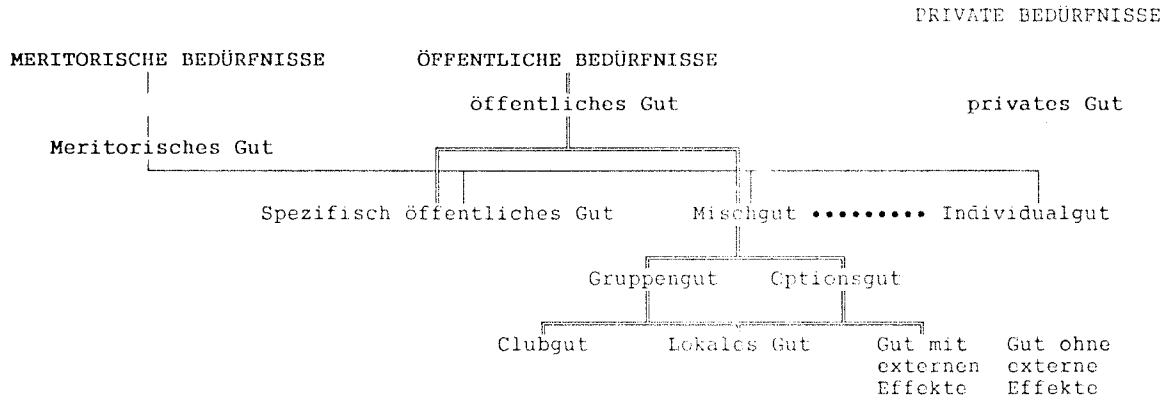 PRIVATE BEDÜRFNISSE
MERITORISCHE BEDÜRFNISSE ÖFFENTLICHE BEDÜRFNISSE
öffentliches Gut privates Gut
Meritorisches Gut
Spezifisch öffentliches Gut Mischgut ········· Individualgut
Gruppengut Optionsgut
Clubgut Lokales Gut Gut mit Gut ohne
externen externe
Effekte Effekte